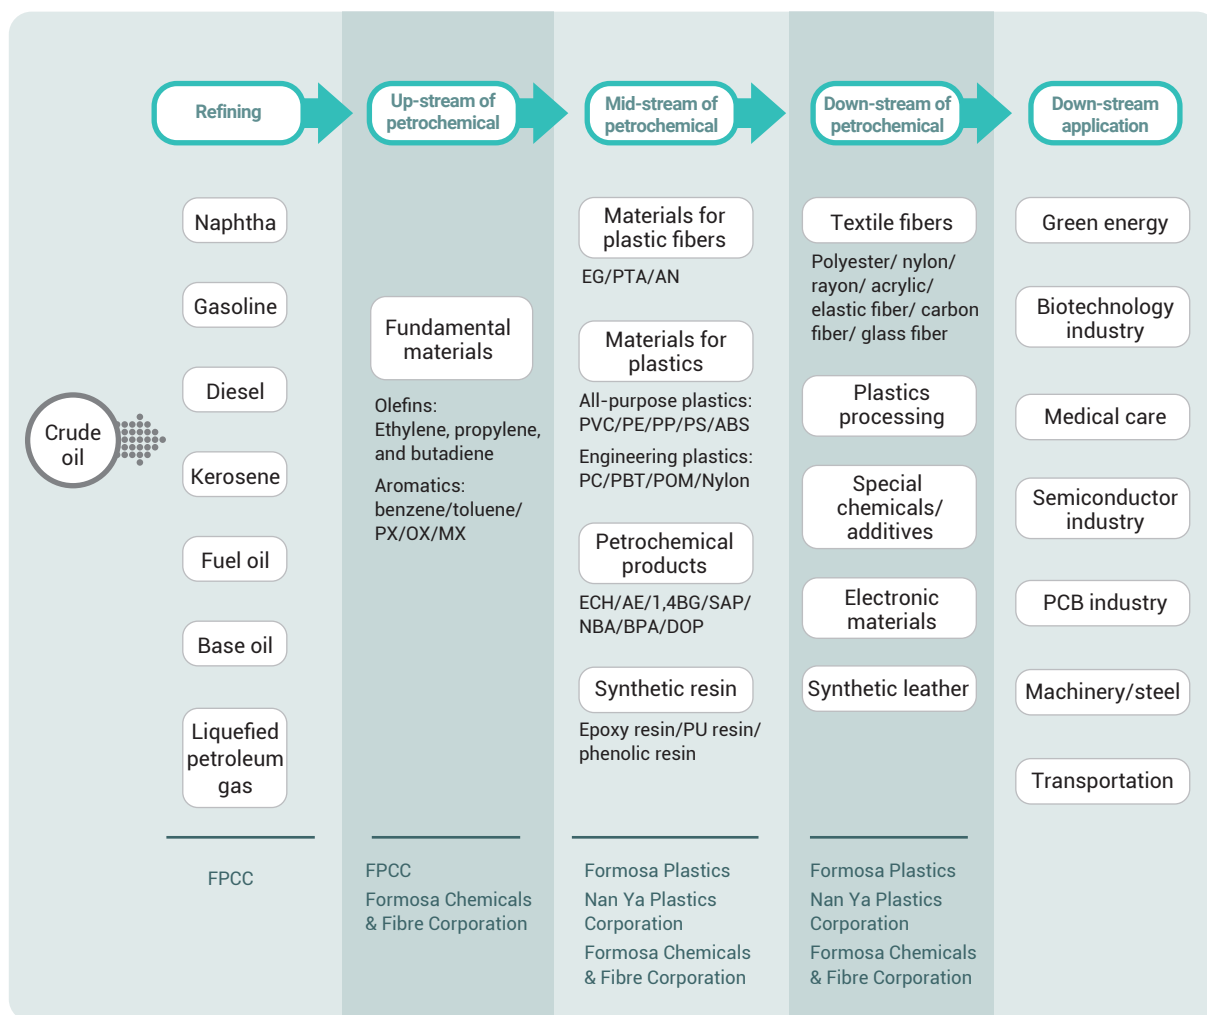 Refining
Up-stream of
petrochemical
Mid-stream of
petrochemical
Down-stream of
petrochemical
Down-stream
application
Crude
oil
Naphtha
Gasoline
Diesel
Kerosene
Fuel oil
Base oil
Liquefied
petroleum
gas
FPCC
Fundamental
materials
Olefins:
Ethylene, propylene,
and butadiene
Aromatics:
benzene/toluene/
PX/OX/MX
FPCC
Formosa Chemicals
& Fibre Corporation
Materials for
plastic fibers
EG/PTA/AN
Materials for
plastics
All-purpose plastics:
PVC/PE/PP/PS/ABS
Engineering plastics:
PC/PBT/POM/Nylon
Petrochemical
products
ECH/AE/1,4BG/SAP/
NBA/BPA/DOP
Synthetic resin
Epoxy resin/PU resin/
phenolic resin
Formosa Plastics
Nan Ya Plastics
Corporation
Formosa Chemicals
& Fibre Corporation
Textile fibers
Polyester/ nylon/
rayon/ acrylic/
elastic fiber/ carbon
fiber/ glass fiber
Plastics
processing
Special
chemicals/
additives
Electronic
materials
Synthetic leather
Formosa Plastics
Nan Ya Plastics
Corporation
Formosa Chemicals
& Fibre Corporation
Green energy
Biotechnology
industry
Medical care
Semiconductor
industry
PCB industry
Machinery/steel
Transportation